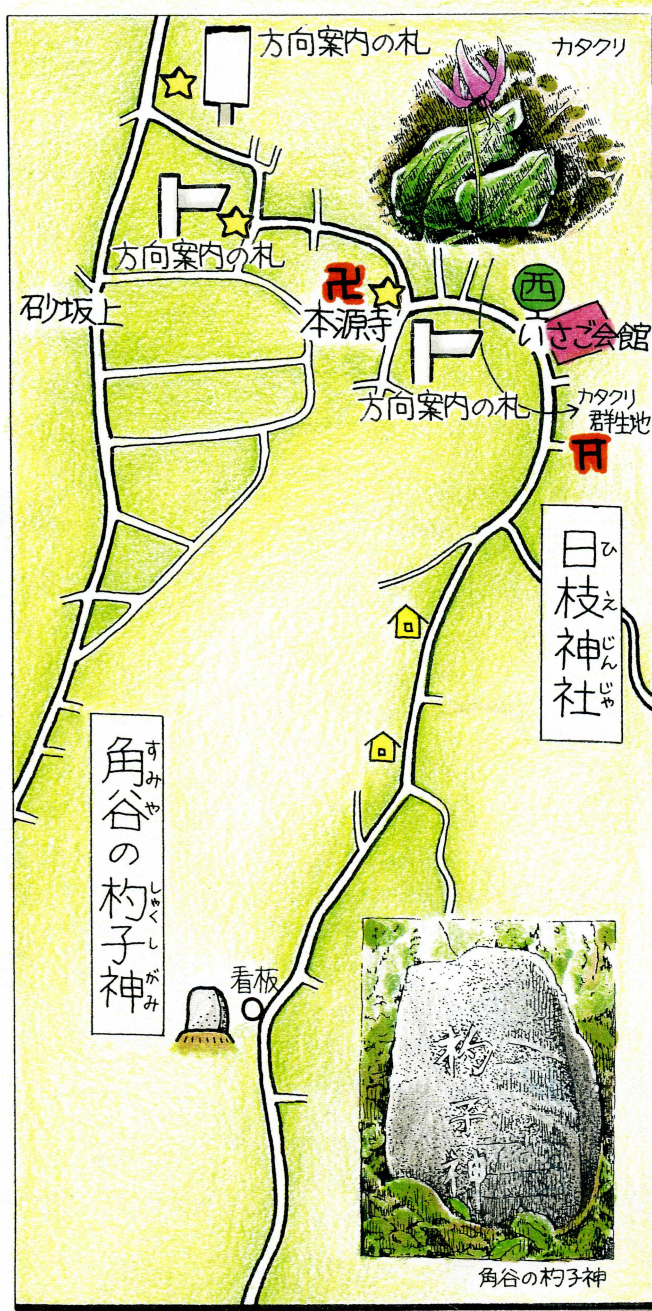 方向案内の札
カタクリ
方向案内の札
砂坂上
卍
本源寺
西
いさご会館
方向案内の札
カタクリ
群生地
日枝神社
ひえじんじゃ
角谷の杓子神
すみや しゃくしがみ
看板
杓子神
角谷の杓子神